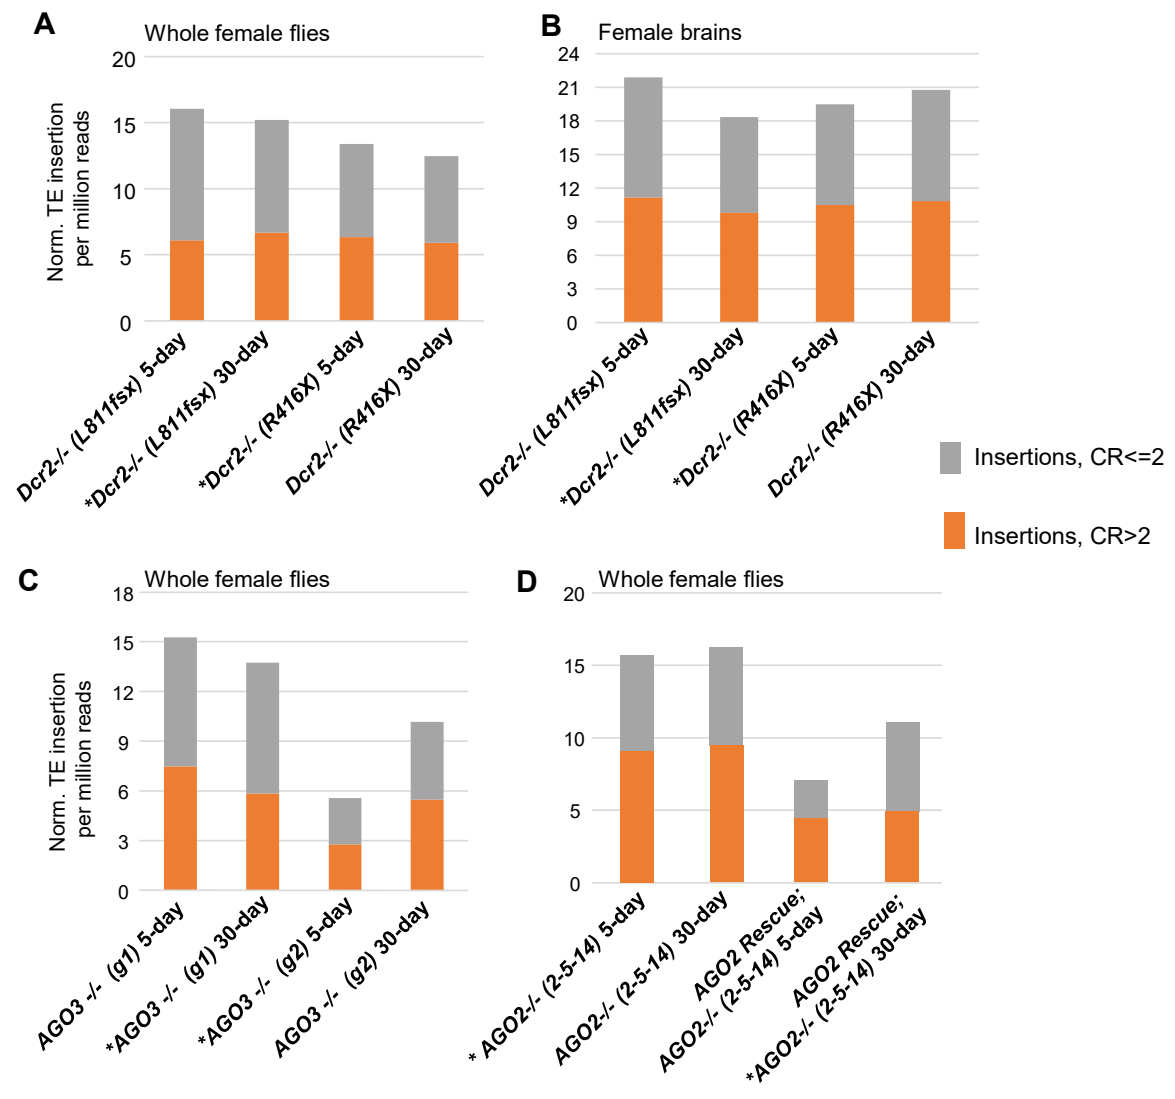 A
Whole female flies
Norm. TE insertion
per million reads
20
15
10
5
0
Dcr2-/- (L811fsx) 5-day
*Dcr2-/- (L811fsx) 30-day
*Dcr2-/- (R416X) 5-day
Dcr2-/- (R416X) 30-day
B
Female brains
24
21
18
15
12
9
6
3
0
Dcr2-/- (L811fsx) 5-day
*Dcr2-/- (L811fsx) 30-day
*Dcr2-/- (R416X) 5-day
Dcr2-/- (R416X) 30-day
Insertions, CR<=2
Insertions, CR>2
C
Whole female flies
Norm. TE insertion
per million reads
18
15
12
9
6
3
0
AGO3 -/- (g1) 5-day
*AGO3 -/- (g1) 30-day
*AGO3 -/- (g2) 5-day
AGO3 -/- (g2) 30-day
D
Whole female flies
20
15
10
5
0
* AGO2-/- (2-5-14) 5-day
AGO2-/- (2-5-14) 30-day
AGO2 Rescue;
AGO2-/- (2-5-14) 5-day
AGO2 Rescue;
*AGO2-/- (2-5-14) 30-day